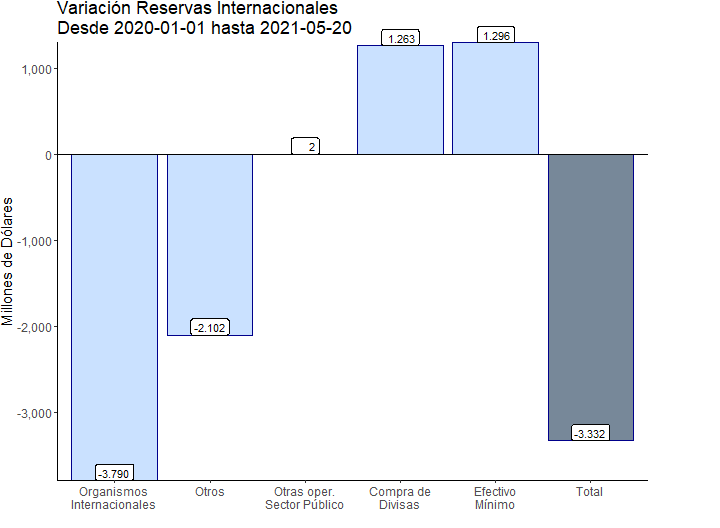 Variación Reservas Internacionales
Desde 2020-01-01 hasta 2021-05-20
Millones de Dólares
1,000
0
-1,000
-2,000
-3,000
-3.790
-2.102
2
1.263
1.296
-3.332
Organismos
Internacionales
Otros
Otras oper.
Sector Público
Compra de
Divisas
Efectivo
Mínimo
Total